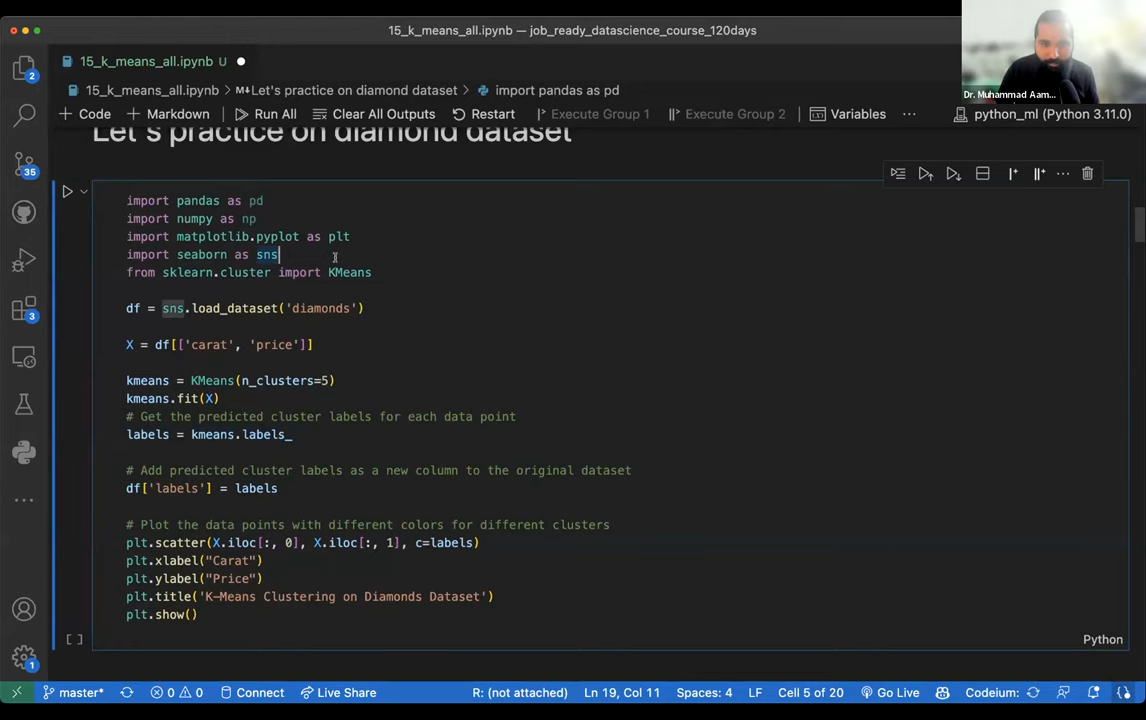 15_k_means_all.ipynb — job_ready_datascience_course_120days
15_k_means_all.ipynb U
15_k_means_all.ipynb > M↓Let's practice on diamond dataset > import pandas as pd
+ Code + Markdown Run All Clear All Outputs Restart Execute Group 1 Execute Group 2 Variables ··· python_ml (Python 3.11.0)
Dr. Muhammad Aam...
Let's practice on diamond dataset
import pandas as pd
import numpy as np
import matplotlib.pyplot as plt
import seaborn as sns
from sklearn.cluster import KMeans
df = sns.load_dataset('diamonds')
X = df[['carat', 'price']]
kmeans = KMeans(n_clusters=5)
kmeans.fit(X)
# Get the predicted cluster labels for each data point
labels = kmeans.labels_
# Add predicted cluster labels as a new column to the original dataset
df['labels'] = labels
# Plot the data points with different colors for different clusters
plt.scatter(X.iloc[:, 0], X.iloc[:, 1], c=labels)
plt.xlabel("Carat")
plt.ylabel("Price")
plt.title('K-Means Clustering on Diamonds Dataset')
plt.show()
[ ] Python
2
35
3
1
master* 0 0 Connect Live Share R: (not attached) Ln 19, Col 11 Spaces: 4 LF Cell 5 of 20 Go Live Codeium: {}